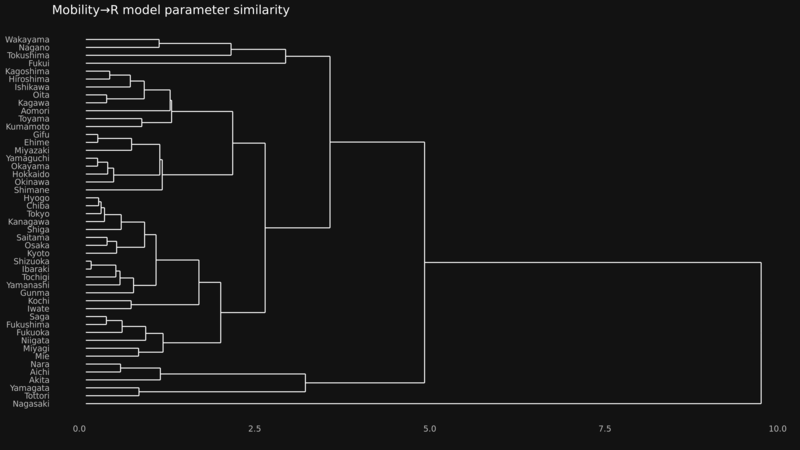 Mobility→R model parameter similarity
Wakayama
Nagano
Tokushima
Fukui
Kagoshima
Hiroshima
Ishikawa
Oita
Kagawa
Aomori
Toyama
Kumamoto
Gifu
Ehime
Miyazaki
Yamaguchi
Okayama
Hokkaido
Okinawa
Shimane
Hyogo
Chiba
Tokyo
Kanagawa
Shiga
Saitama
Osaka
Kyoto
Shizuoka
Ibaraki
Tochigi
Yamanashi
Gunma
Kochi
Iwate
Saga
Fukushima
Fukuoka
Niigata
Miyagi
Mie
Nara
Aichi
Akita
Yamagata
Tottori
Nagasaki
0.0 2.5 5.0 7.5 10.0